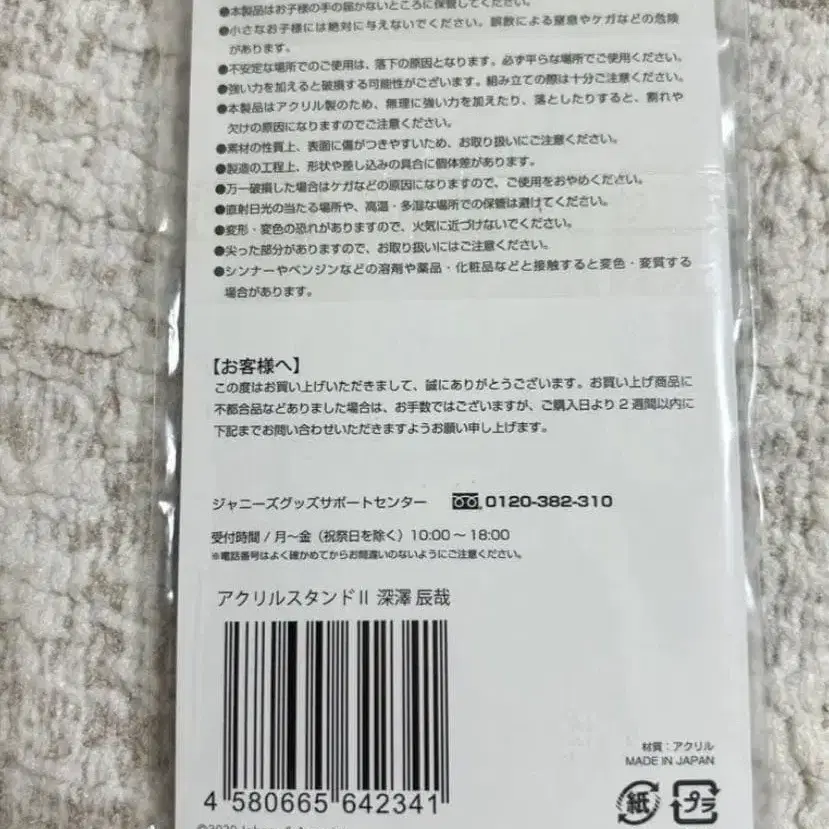 ●本製品はお子様の手の届かないところに保管してください。
●小さなお子様には絶対に与えないでください。誤飲による窒息やケガなどの危険
があります。
●不安定な場所でのご使用は、落下の原因となります。必ず平らな場所でご使用ください。
●強い力を加えると破損する可能性がございます。組み立ての際は十分ご注意ください。
●本製品はアクリル製のため、無理に強い力を加えたり、落としたりすると、割れや
欠けの原因になりますのでご注意ください。
●素材の性質上、表面に傷がつきやすいため、お取り扱いにご注意ください。
●製造の工程上、形状や差し込みの具合に個体差があります。
●万一破損した場合はケガなどの原因になりますので、ご使用をおやめください。
●直射日光の当たる場所や、高温・多湿な場所での保管は避けてください。
●変形・変色の恐れがありますので、火気に近づけないでください。
●尖った部分がありますので、お取り扱いにはご注意ください。
●シンナーやベンジンなどの溶剤や薬品・化粧品などと接触すると変色・変質する
場合があります。
【お客様へ】
この度はお買い上げいただきまして、誠にありがとうございます。お買い上げ商品に
不都合品などありました場合は、お手数ではございますが、ご購入日より2週間以内に
下記までお問い合わせいただきますようお願い申し上げます。
ジャニーズグッズサポートセンター 0120-382-310
受付時間 / 月〜金（祝祭日を除く）10:00〜18:00
※電話番号はよく確かめてからお間違いのないようにご注意ください。
アクリルスタンドⅡ 深澤 辰哉
4 580665 642341
材質：アクリル
MADE IN JAPAN
紙 プラ